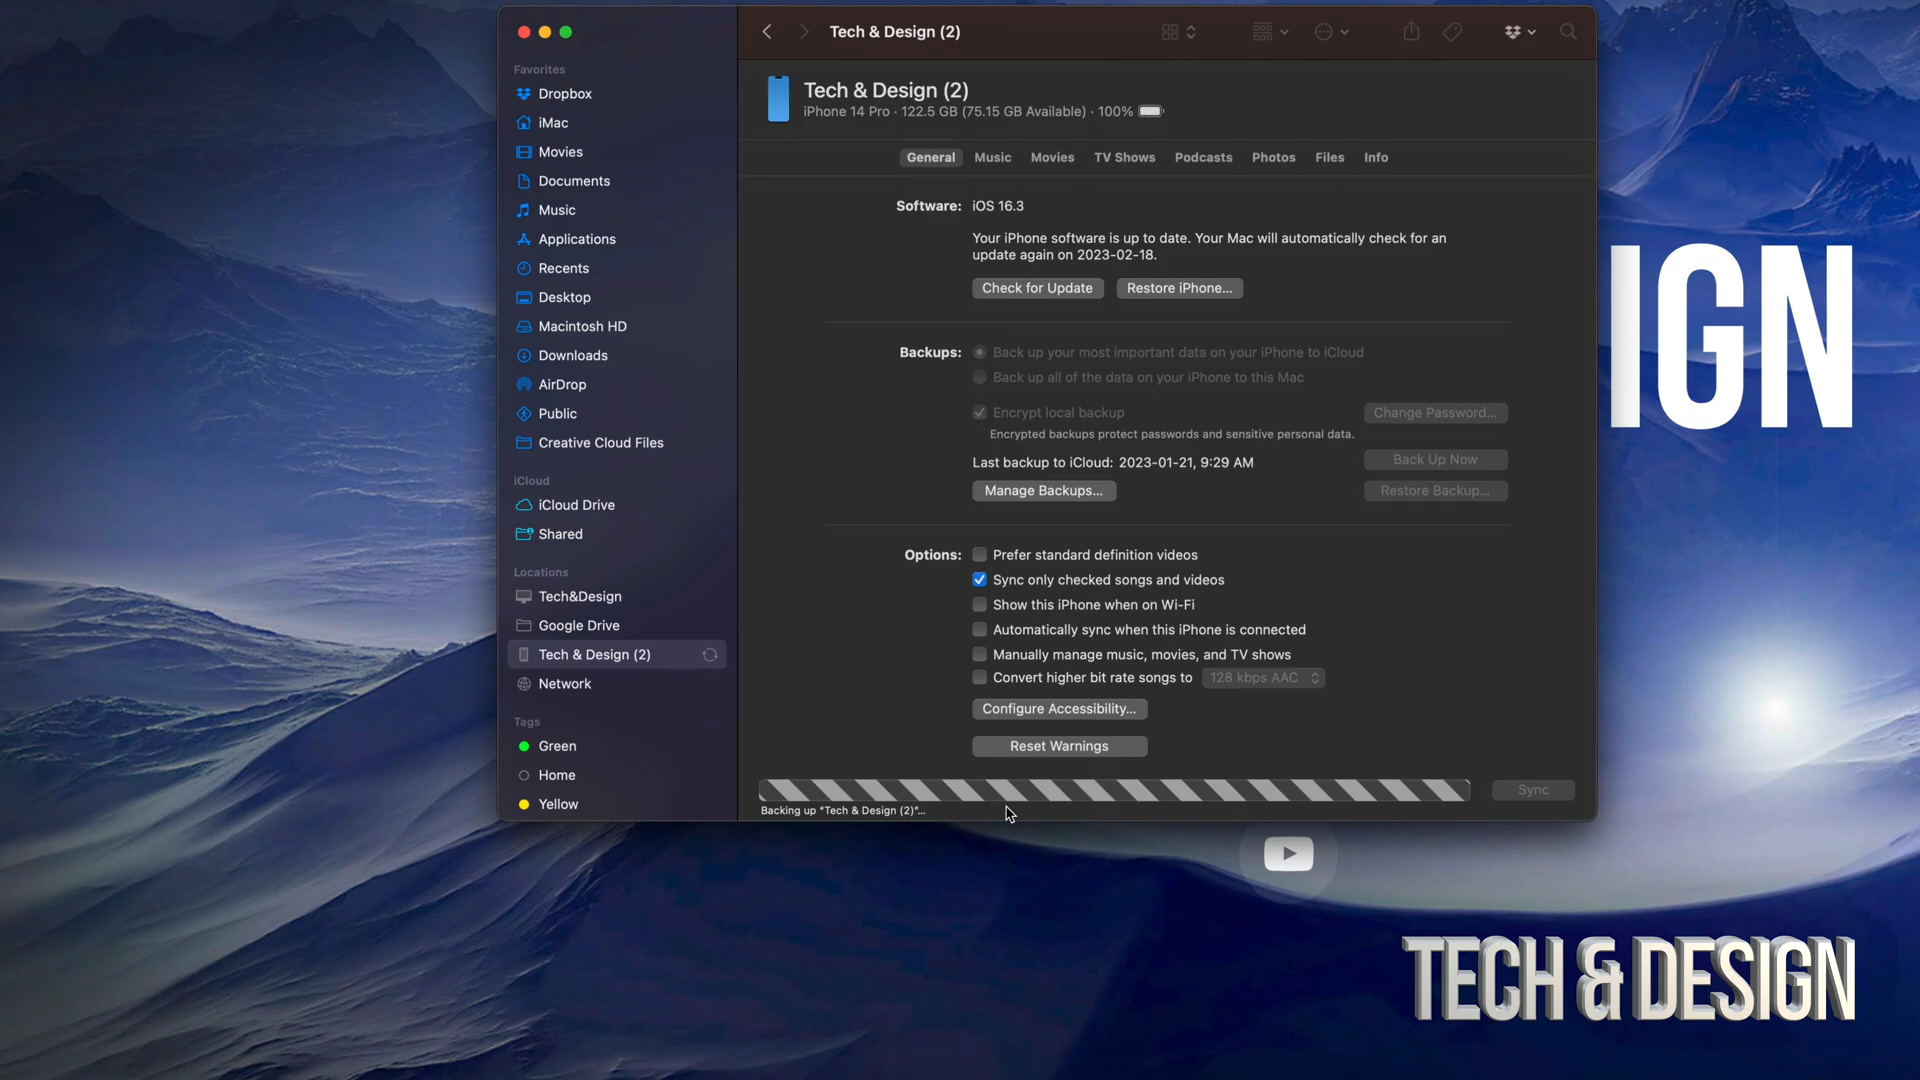 Tech & Design (2)
Favorites
Dropbox
iMac
Movies
Documents
Music
Applications
Recents
Desktop
Macintosh HD
Downloads
AirDrop
Public
Creative Cloud Files
iCloud
iCloud Drive
Shared
Locations
Tech&Design
Google Drive
Tech & Design (2)
Network
Tags
Green
Home
Yellow
Tech & Design (2)
iPhone 14 Pro · 122.5 GB (75.15 GB Available) · 100%
General Music Movies TV Shows Podcasts Photos Files Info
Software: iOS 16.3
Your iPhone software is up to date. Your Mac will automatically check for an
update again on 2023-02-18.
Check for Update Restore iPhone...
Backups: Back up your most important data on your iPhone to iCloud
Back up all of the data on your iPhone to this Mac
Encrypt local backup Change Password...
Encrypted backups protect passwords and sensitive personal data.
Last backup to iCloud: 2023-01-21, 9:29 AM Back Up Now
Manage Backups... Restore Backup...
Options: Prefer standard definition videos
Sync only checked songs and videos
Show this iPhone when on Wi-Fi
Automatically sync when this iPhone is connected
Manually manage music, movies, and TV shows
Convert higher bit rate songs to 128 kbps AAC
Configure Accessibility...
Reset Warnings
Sync
Backing up "Tech & Design (2)"...
IGN
TECH & DESIGN